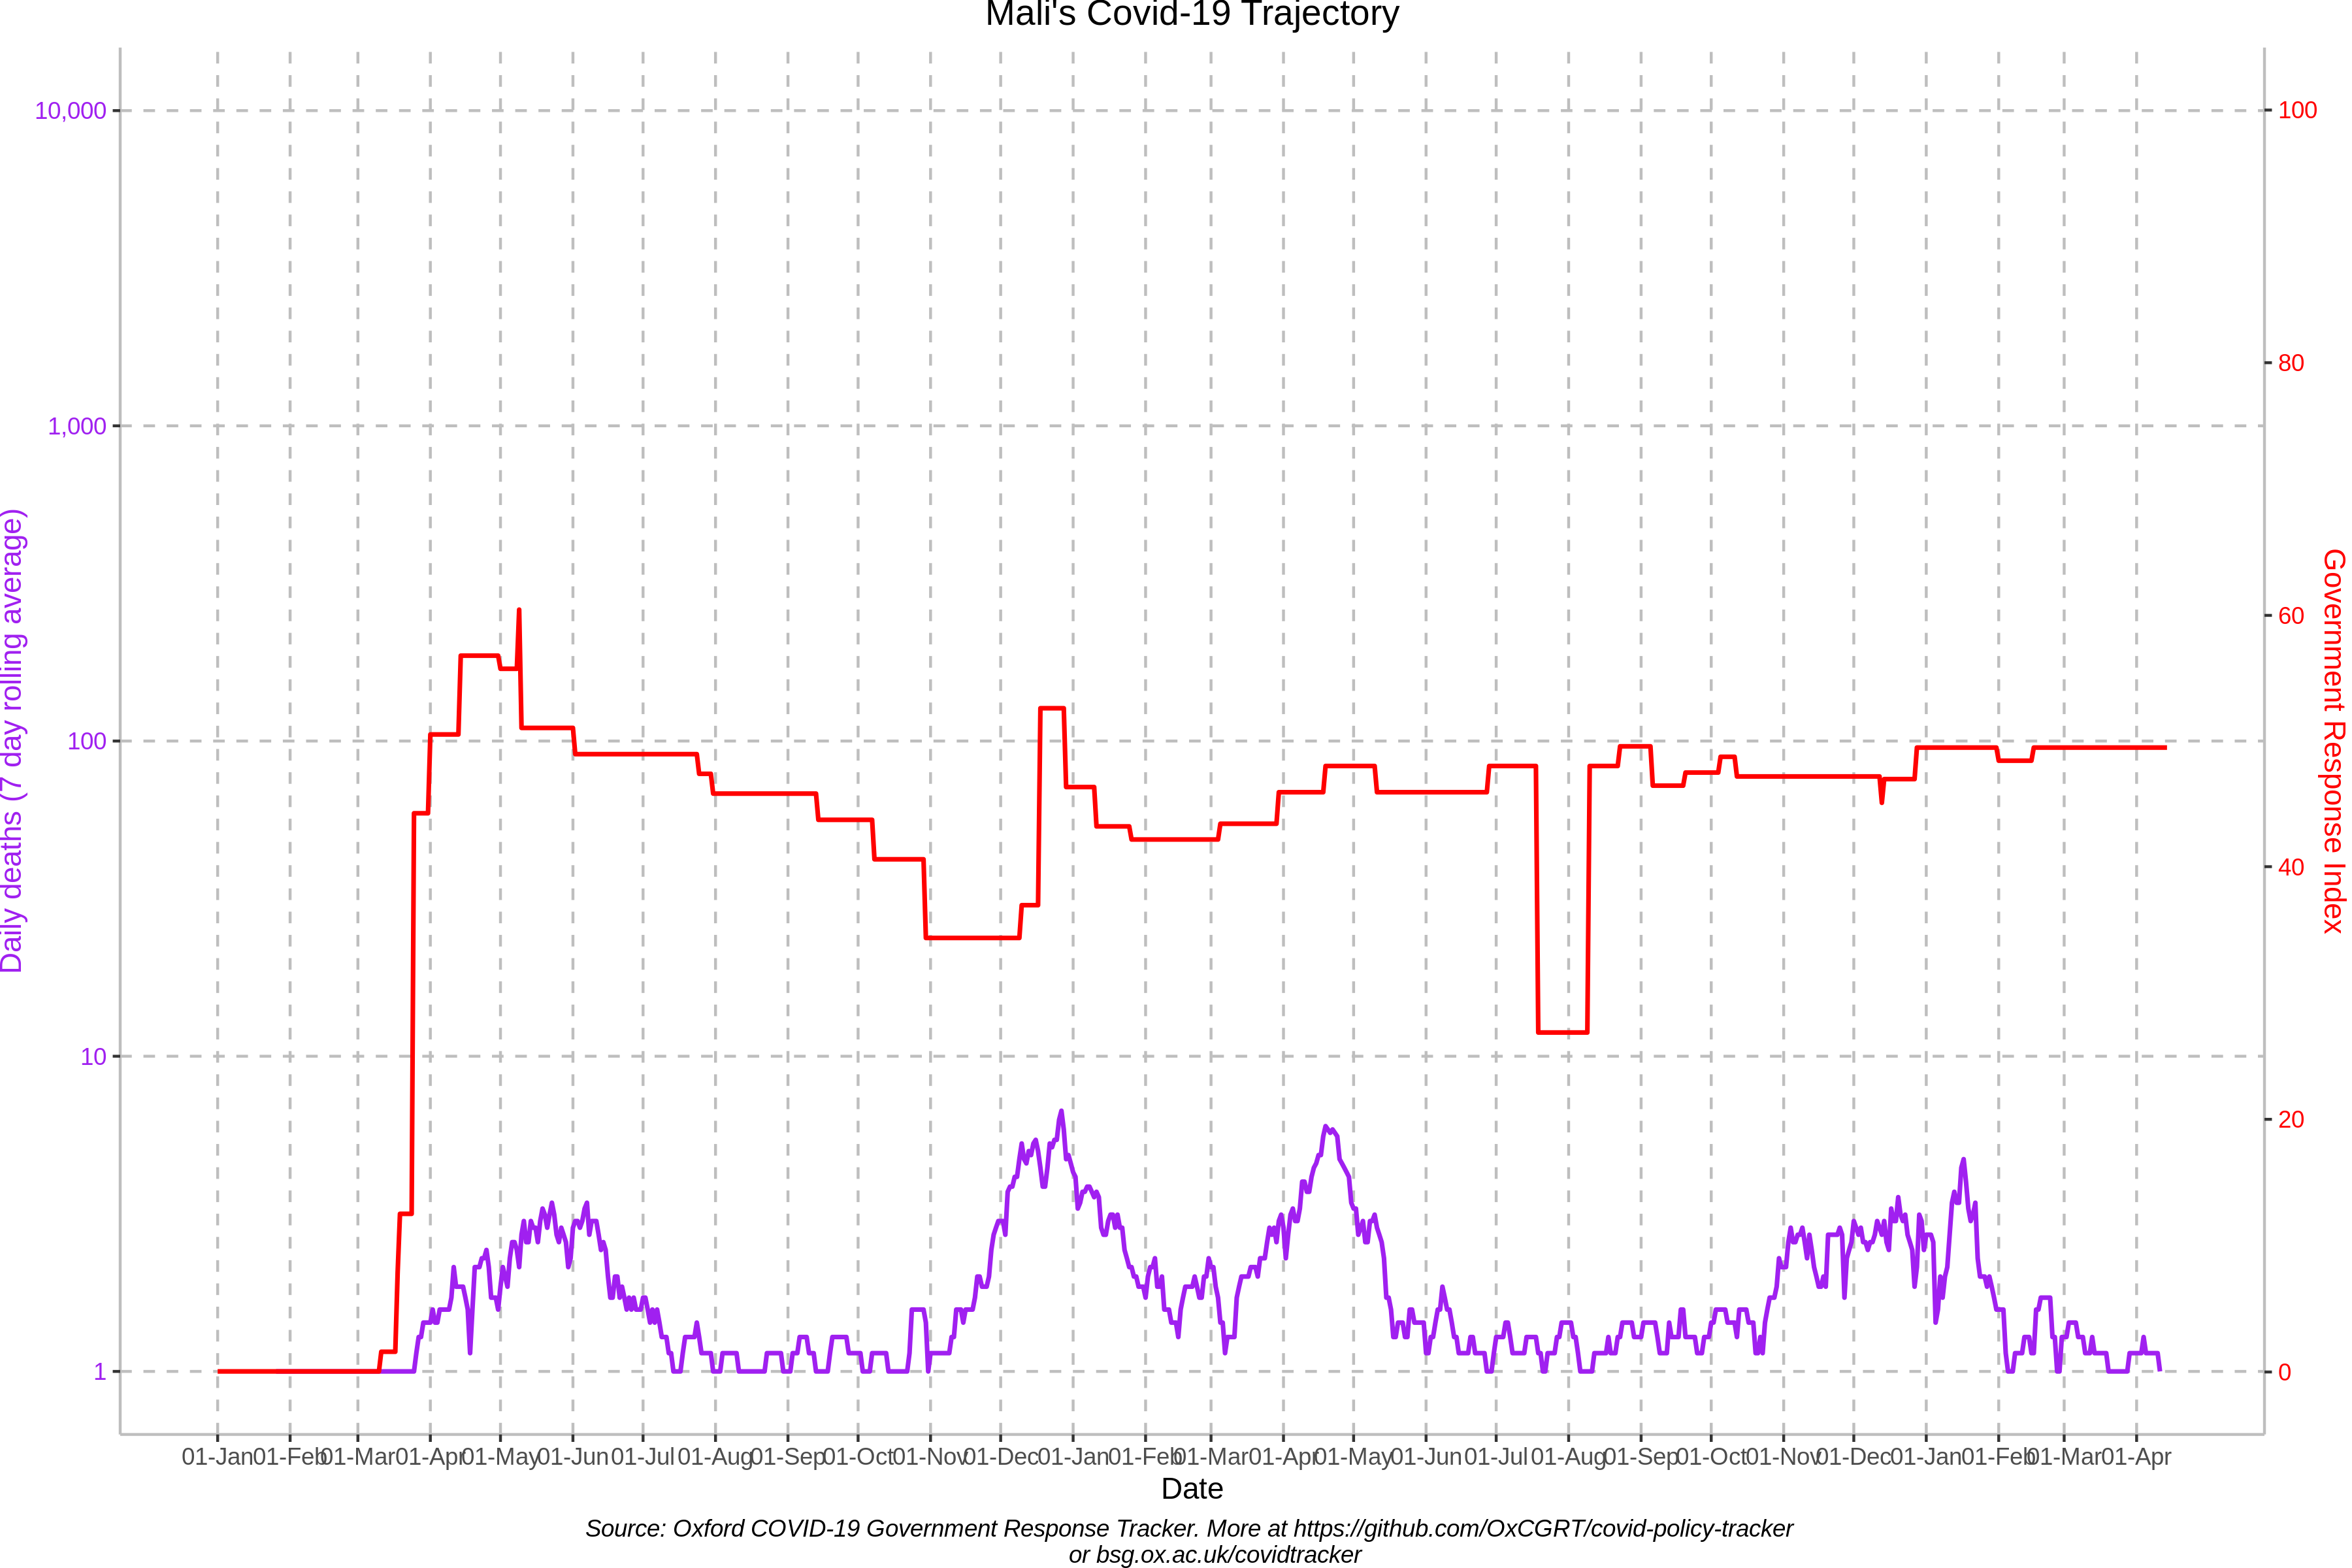 Mali's Covid-19 Trajectory
Daily deaths (7 day rolling average)
10,000
1,000
100
10
1
Government Response Index
100
80
60
40
20
0
01-Jan 01-Feb 01-Mar 01-Apr 01-May 01-Jun 01-Jul 01-Aug 01-Sep 01-Oct 01-Nov 01-Dec 01-Jan 01-Feb 01-Mar 01-Apr 01-May 01-Jun 01-Jul 01-Aug 01-Sep 01-Oct 01-Nov 01-Dec 01-Jan 01-Feb 01-Mar 01-Apr
Date
Source: Oxford COVID-19 Government Response Tracker. More at https://github.com/OxCGRT/covid-policy-tracker
or bsg.ox.ac.uk/covidtracker